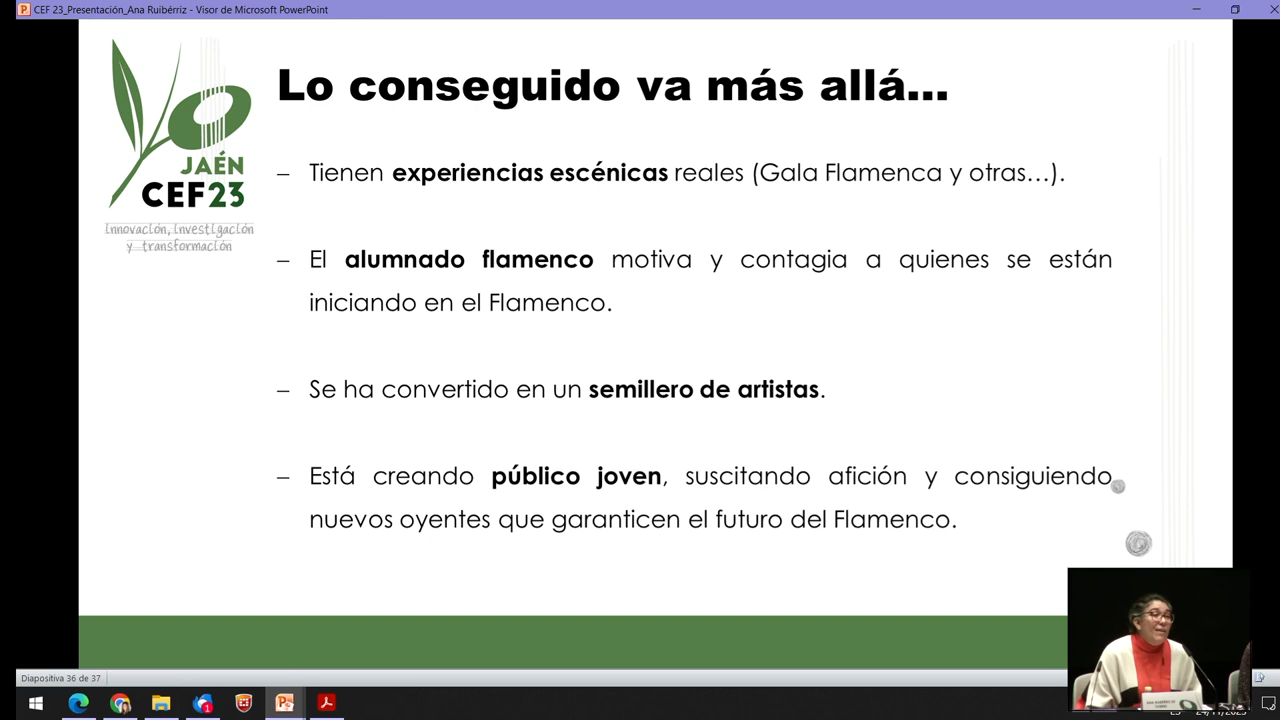 CEF 23_Presentación_Ana Ruibérriz - Visor de Microsoft PowerPoint
Lo conseguido va más allá...
JAÉN
CEF23
innovación, investigación
y transformación
– Tienen experiencias escénicas reales (Gala Flamenca y otras…).
– El alumnado flamenco motiva y contagia a quienes se están
iniciando en el Flamenco.
– Se ha convertido en un semillero de artistas.
– Está creando público joven, suscitando afición y consiguiendo
nuevos oyentes que garanticen el futuro del Flamenco.
Diapositiva 36 de 37